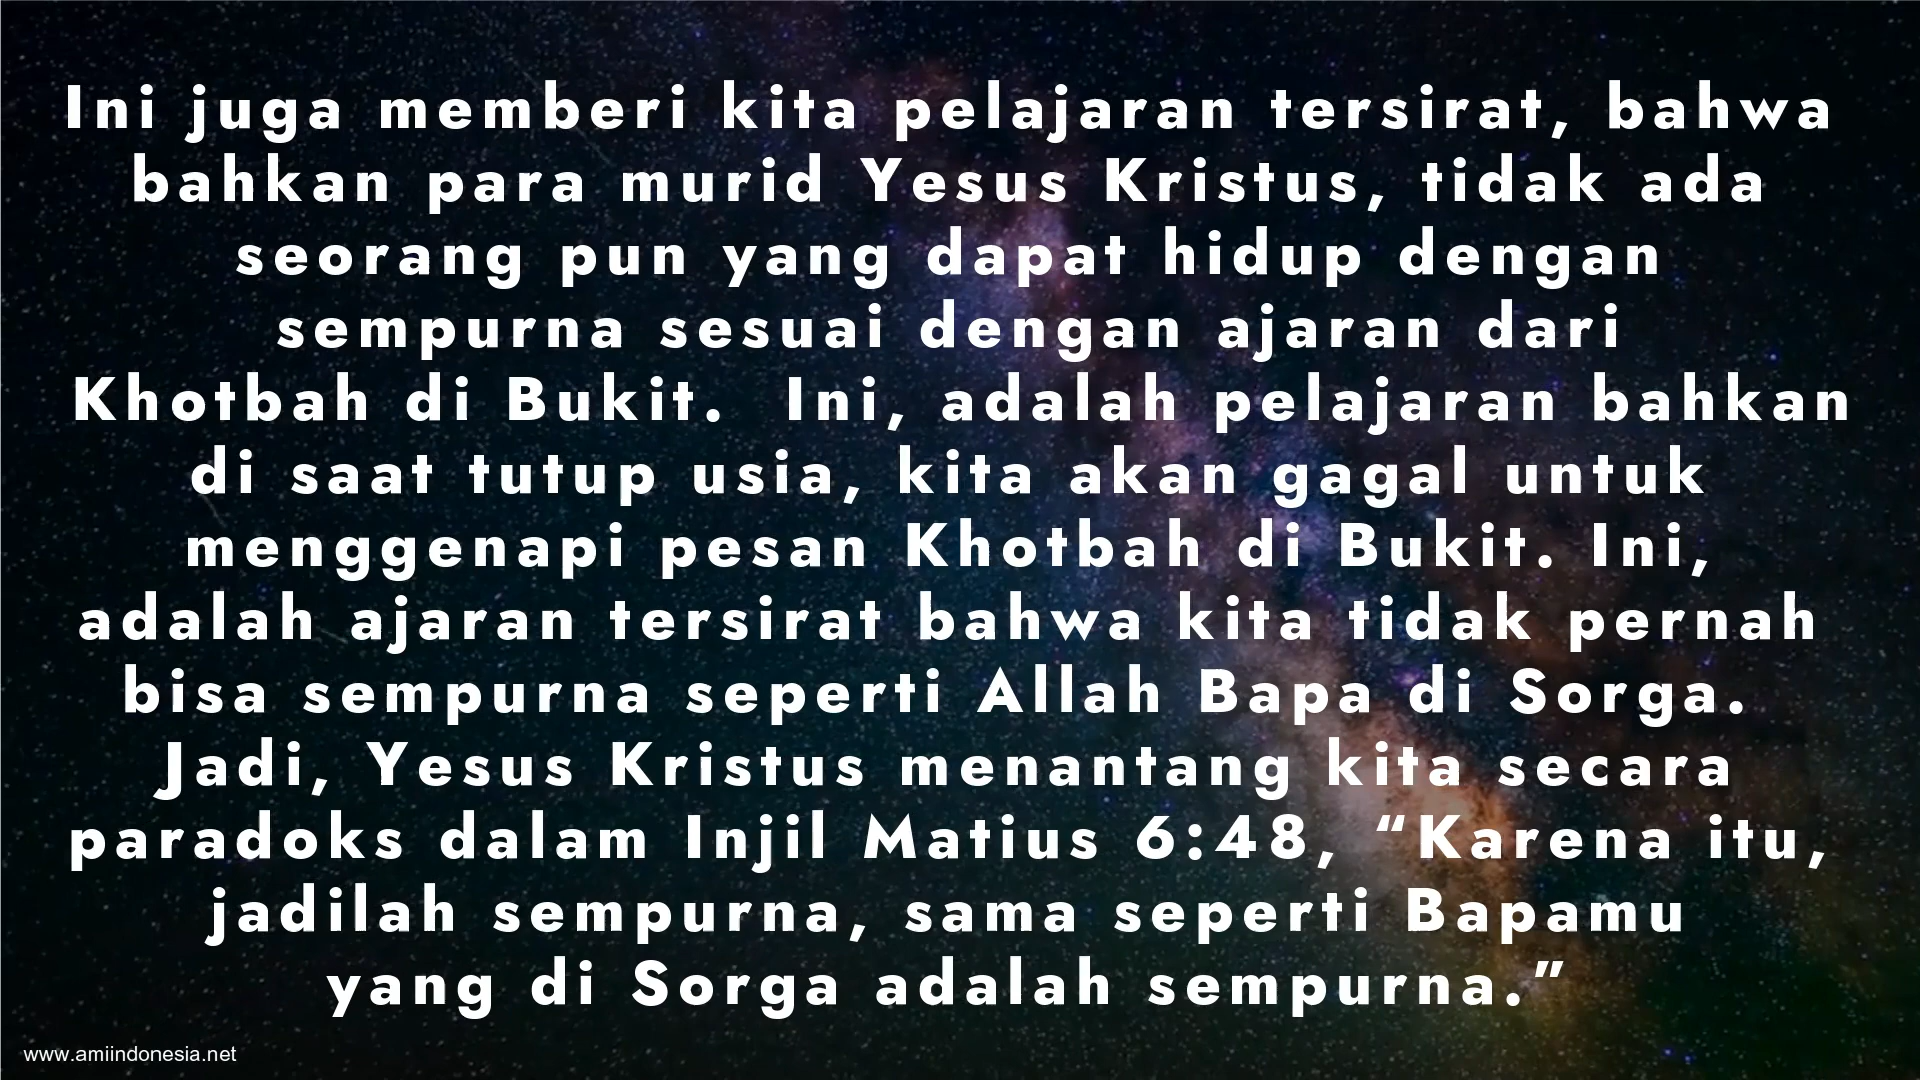 Ini juga memberi kita pelajaran tersirat, bahwa
bahkan para murid Yesus Kristus, tidak ada
seorang pun yang dapat hidup dengan
sempurna sesuai dengan ajaran dari
Khotbah di Bukit.  Ini, adalah pelajaran bahkan
di saat tutup usia, kita akan gagal untuk
menggenapi pesan Khotbah di Bukit. Ini,
adalah ajaran tersirat bahwa kita tidak pernah
bisa sempurna seperti Allah Bapa di Sorga.
Jadi, Yesus Kristus menantang kita secara
paradoks dalam Injil Matius 6:48, “Karena itu,
jadilah sempurna, sama seperti Bapamu
yang di Sorga adalah sempurna.”
www.amiindonesia.net